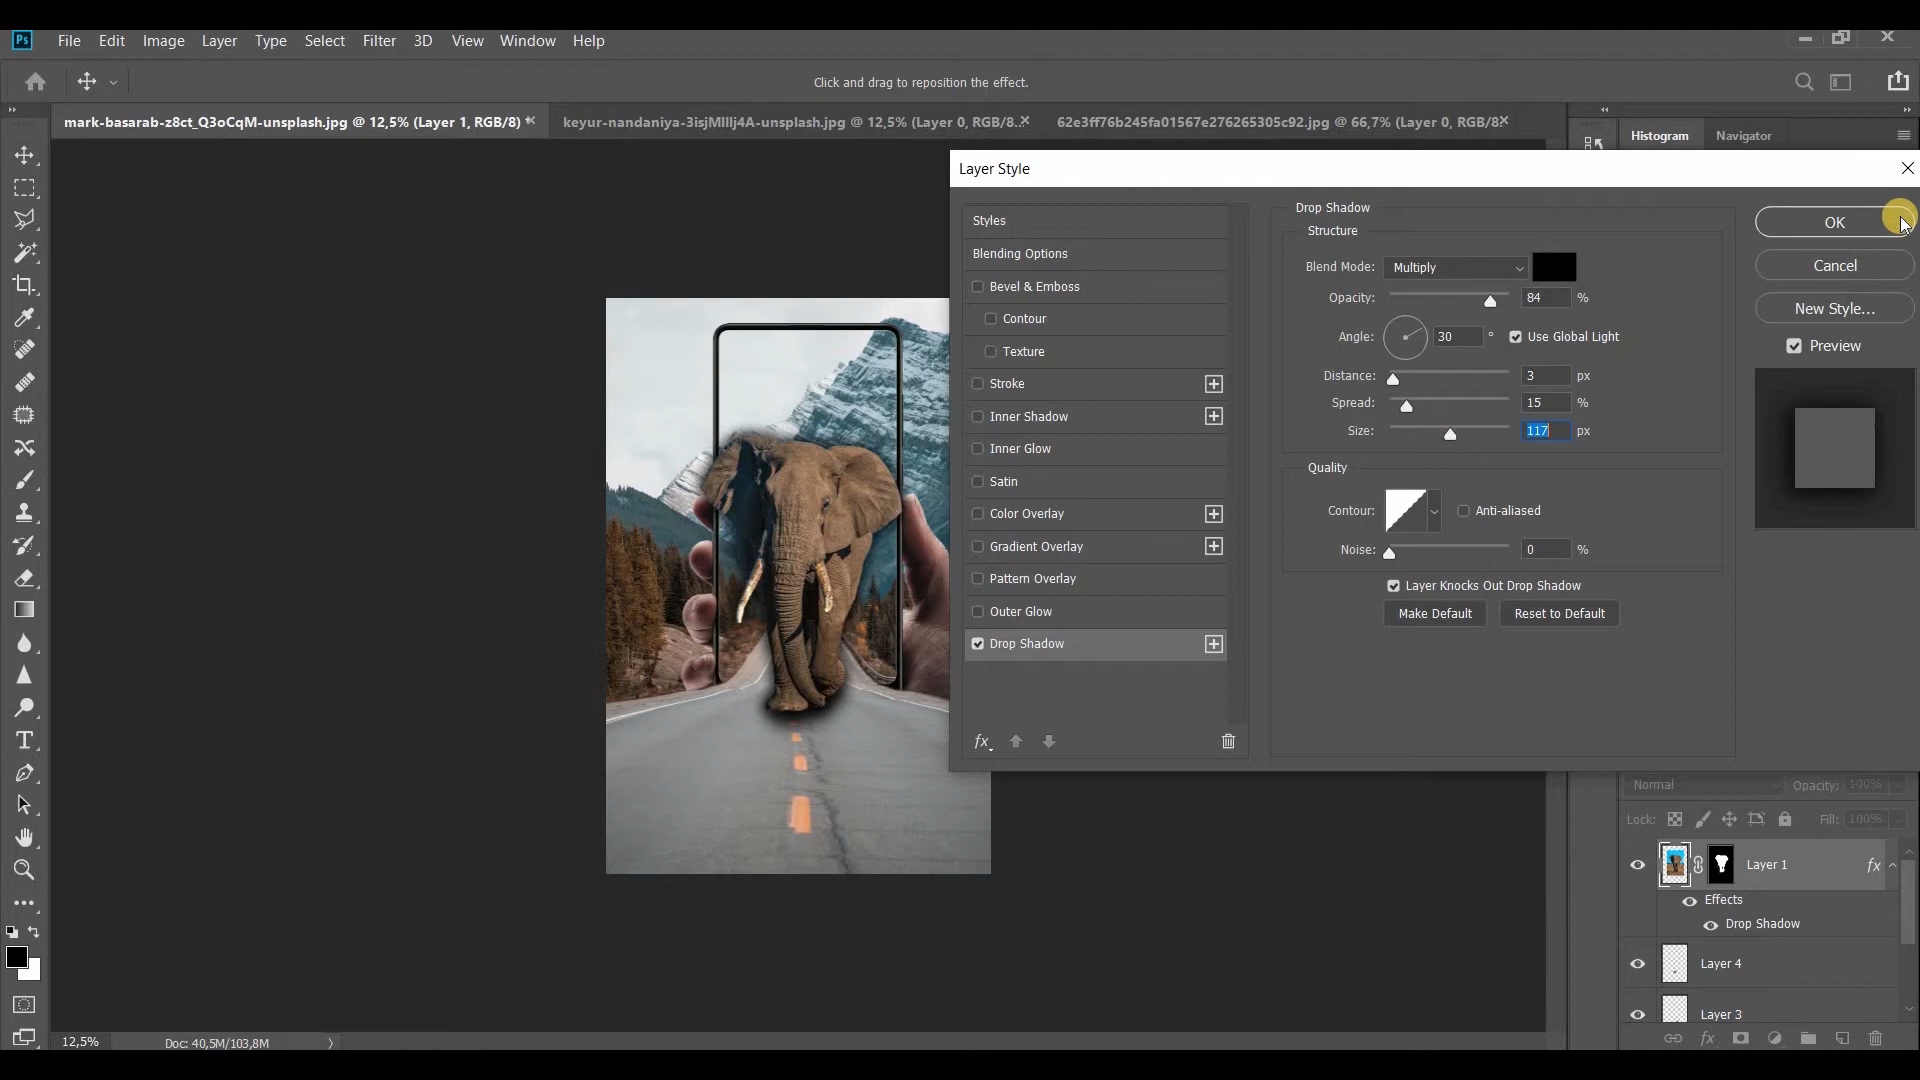 Ps File Edit Image Layer Type Select Filter 3D View Window Help
Click and drag to reposition the effect.
mark-basarab-z8ct_Q3oCqM-unsplash.jpg @ 12,5% (Layer 1, RGB/8) *
keyur-nandaniya-3isjMlIlj4A-unsplash.jpg @ 12,5% (Layer 0, RGB/8...
62e3ff76b245fa01567e276265305c92.jpg @ 66,7% (Layer 0, RGB/8:
Histogram Navigator
Layer Style
Styles
Blending Options
Bevel & Emboss
Contour
Texture
Stroke
Inner Shadow
Inner Glow
Satin
Color Overlay
Gradient Overlay
Pattern Overlay
Outer Glow
Drop Shadow
fx
Drop Shadow
Structure
Blend Mode: Multiply
Opacity: 84 %
Angle: 30 ° Use Global Light
Distance: 3 px
Spread: 15 %
Size: 117 px
Quality
Contour: Anti-aliased
Noise: 0 %
Layer Knocks Out Drop Shadow
Make Default Reset to Default
OK
Cancel
New Style...
Preview
Normal Opacity: 100%
Lock: Fill: 100%
Layer 1 fx
Effects
Drop Shadow
Layer 4
Layer 3
fx
12,5% Doc: 40,5M/103,8M